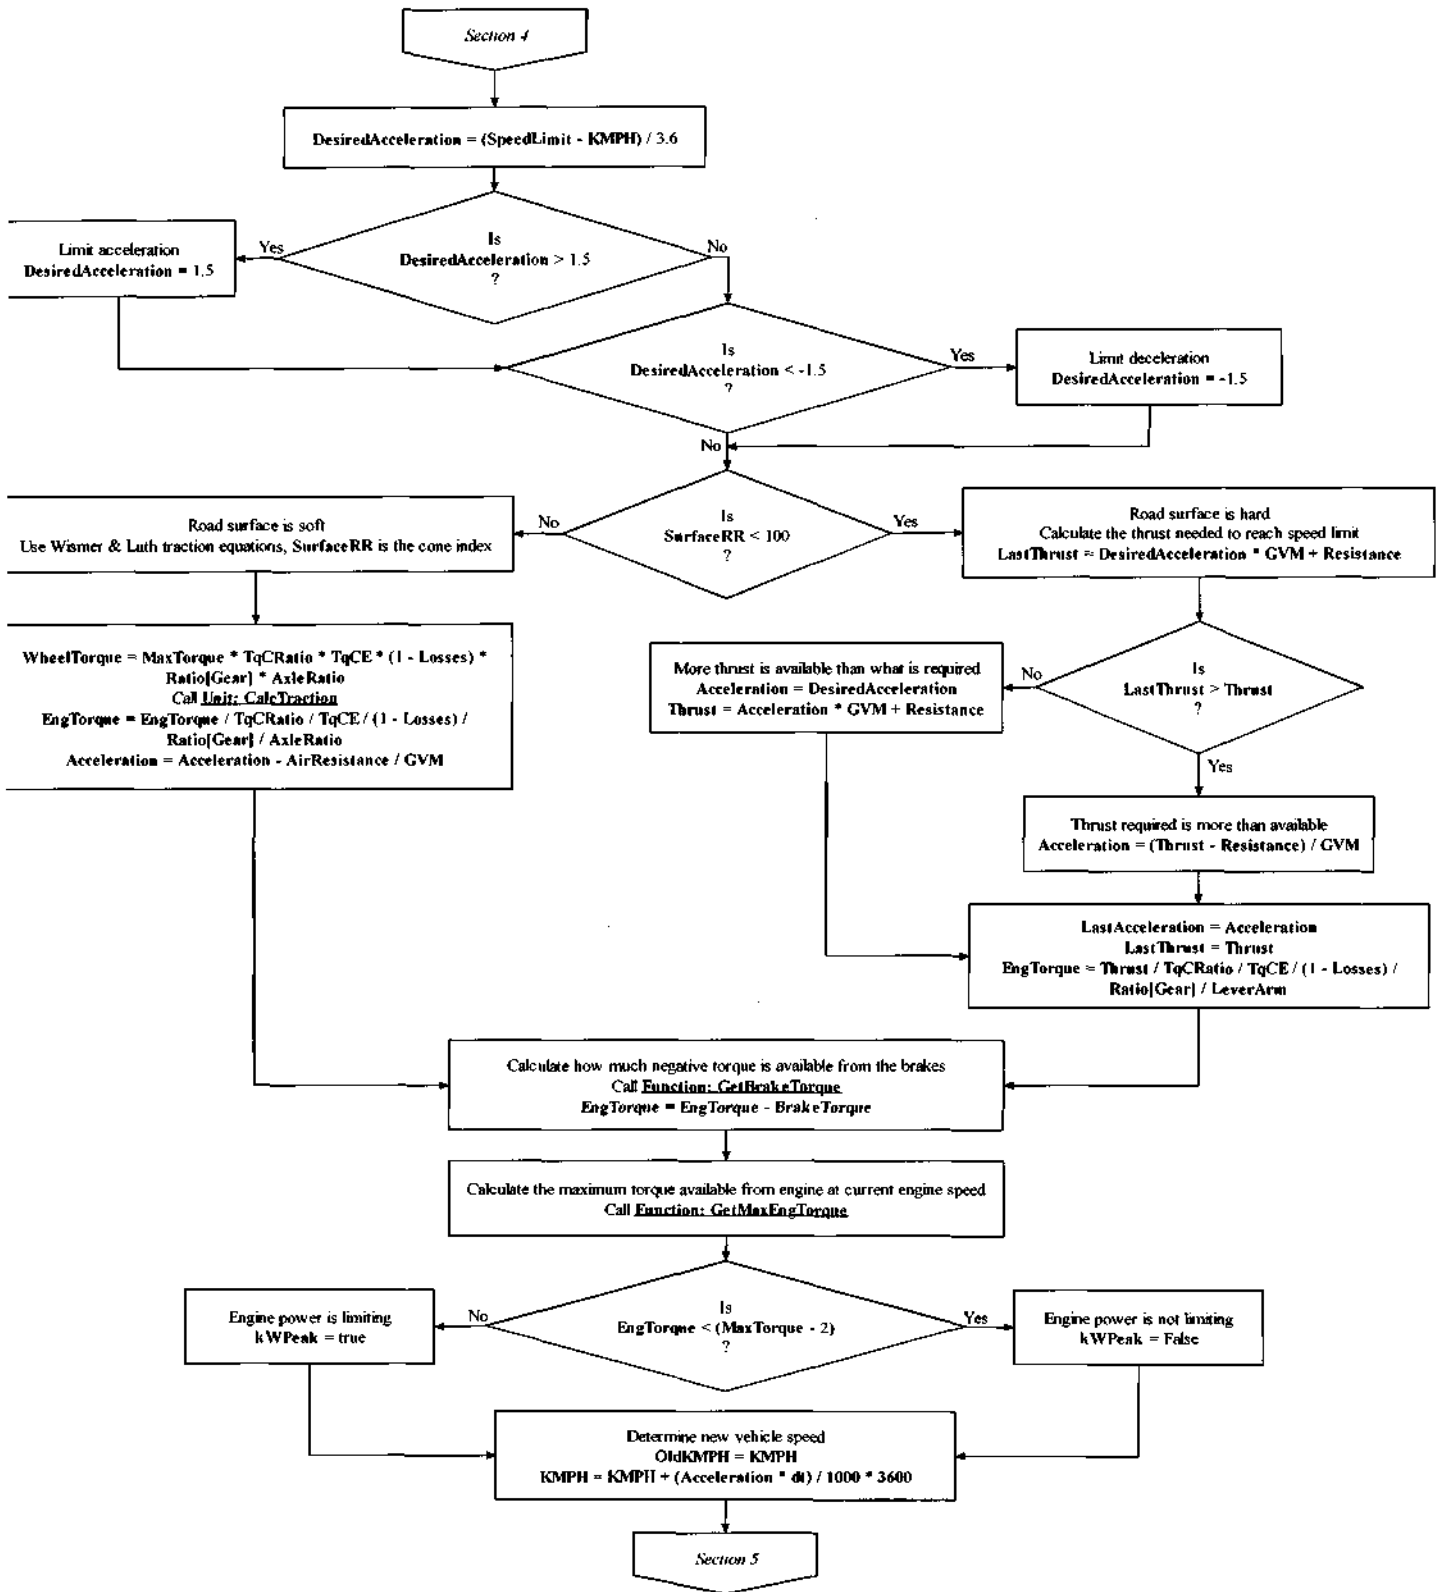 Section 4
DesiredAcceleration = (SpeedLimit - KMPH) / 3.6
Is
DesiredAcceleration > 1.5
?
Yes
No
Limit acceleration
DesiredAcceleration = 1.5
Is
DesiredAcceleration < -1.5
?
Yes
No
Limit deceleration
DesiredAcceleration = -1.5
Is
SurfaceRR < 100
?
No
Yes
Road surface is soft
Use Wismer & Luth traction equations, SurfaceRR is the cone index
Road surface is hard
Calculate the thrust needed to reach speed limit
LastThrust = DesiredAcceleration * GVM + Resistance
WheelTorque = MaxTorque * TqCRatio * TqCE * (1 - Losses) *
Ratio[Gear] * AxleRatio
Call Unit: CalcTraction
EngTorque = EngTorque / TqCRatio / TqCE / (1 - Losses) /
Ratio[Gear] / AxleRatio
Acceleration = Acceleration - AirResistance / GVM
Is
LastThrust > Thrust
?
No
Yes
More thrust is available than what is required
Acceleration = DesiredAcceleration
Thrust = Acceleration * GVM + Resistance
Thrust required is more than available
Acceleration = (Thrust - Resistance) / GVM
LastAcceleration = Acceleration
LastThrust = Thrust
EngTorque = Thrust / TqCRatio / TqCE / (1 - Losses) /
Ratio[Gear] / LeverArm
Calculate how much negative torque is available from the brakes
Call Function: GetBrakeTorque
EngTorque = EngTorque - BrakeTorque
Calculate the maximum torque available from engine at current engine speed
Call Function: GetMaxEngTorque
Is
EngTorque < (MaxTorque - 2)
?
No
Yes
Engine power is limiting
kWPeak = true
Engine power is not limiting
kWPeak = False
Determine new vehicle speed
OldKMPH = KMPH
KMPH = KMPH + (Acceleration * dt) / 1000 * 3600
Section 5